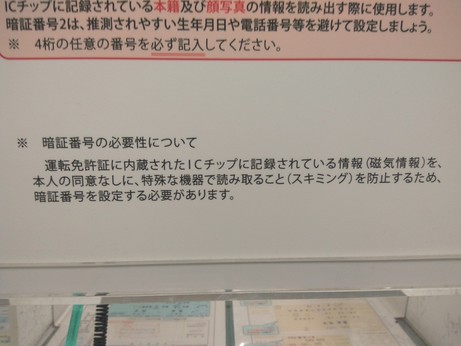 ICチップに記録されている本籍及び顔写真の情報を読み出す際に使用します。
暗証番号2は、推測されやすい生年月日や電話番号等を避けて設定しましょう。
※ 4桁の任意の番号を必ず記入してください。
※ 暗証番号の必要性について
運転免許証に内蔵されたICチップに記録されている情報(磁気情報)を、
本人の同意なしに、特殊な機器で読み取ること(スキミング)を防止するため、
暗証番号を設定する必要があります。